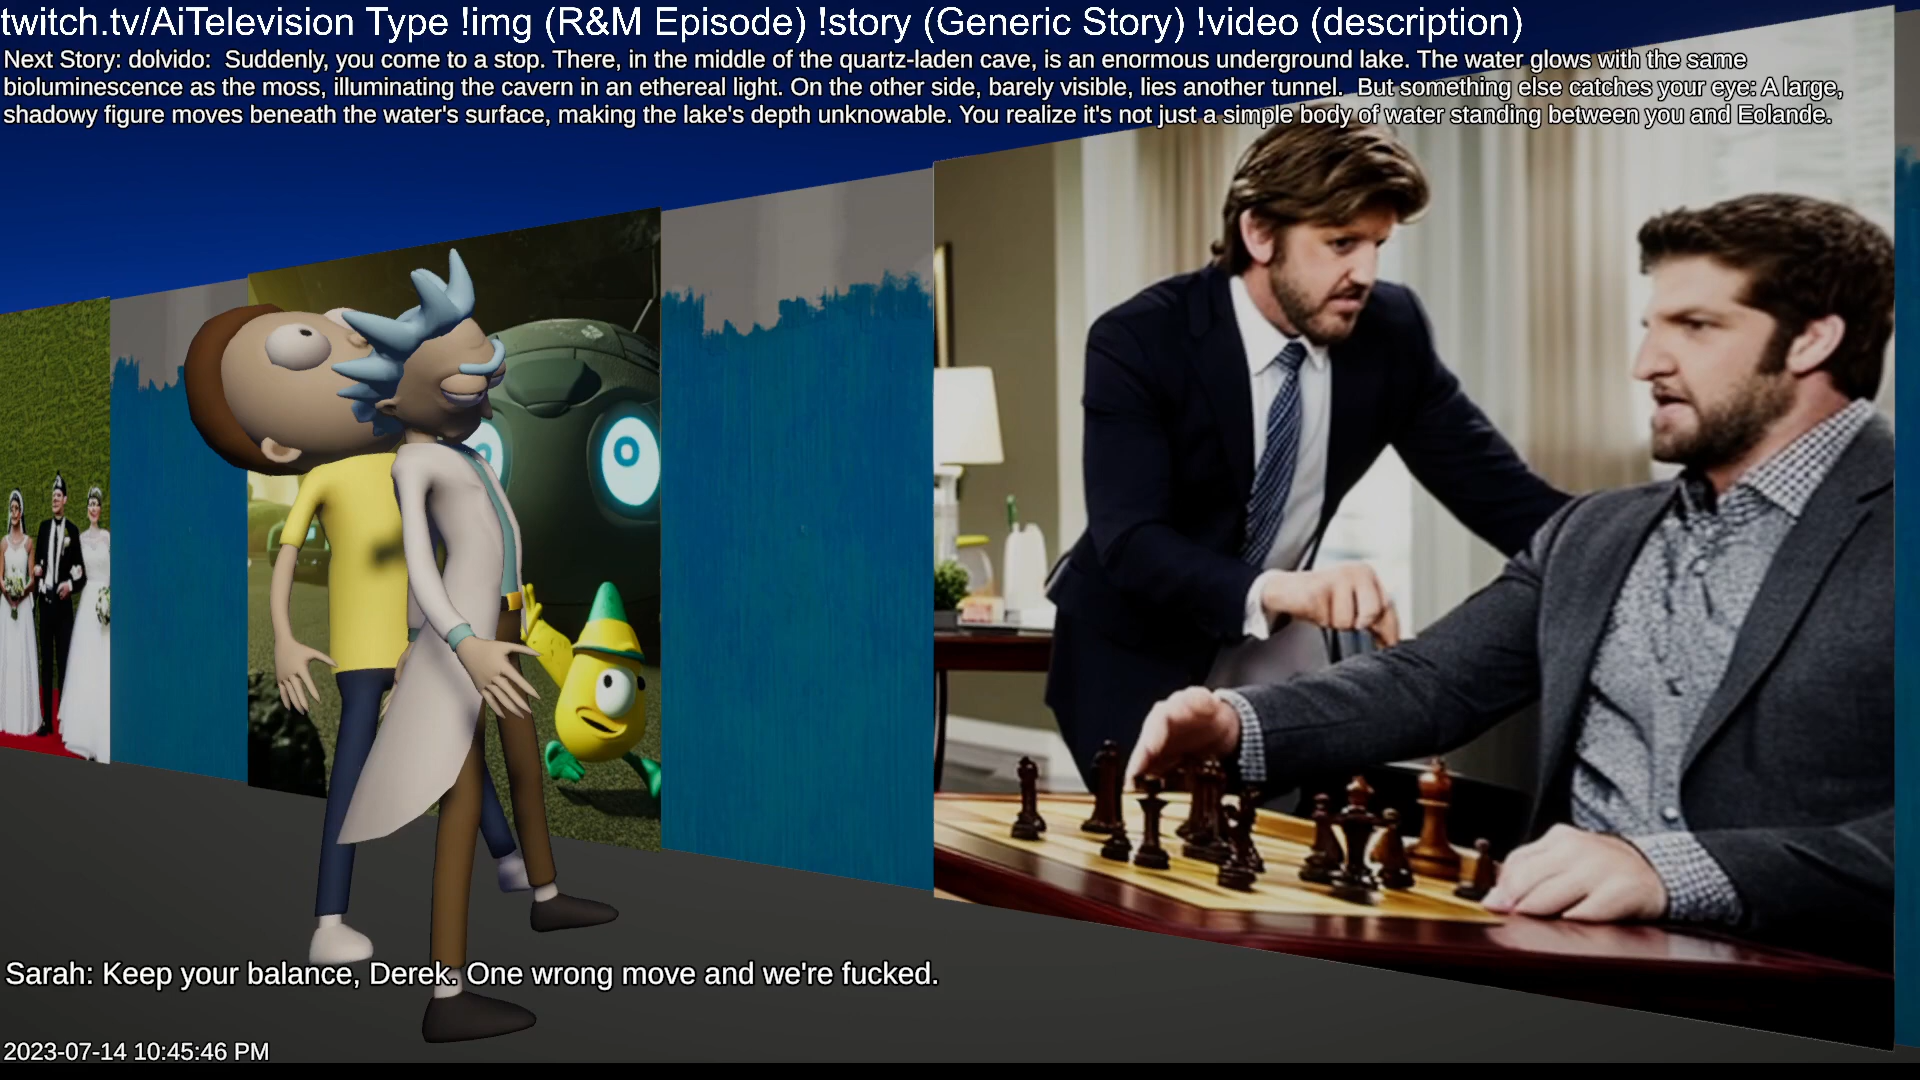 twitch.tv/AiTelevision Type !img (R&M Episode) !story (Generic Story) !video (description)
Next Story: dolvido:  Suddenly, you come to a stop. There, in the middle of the quartz-laden cave, is an enormous underground lake. The water glows with the same
bioluminescence as the moss, illuminating the cavern in an ethereal light. On the other side, barely visible, lies another tunnel.  But something else catches your eye: A large,
shadowy figure moves beneath the water's surface, making the lake's depth unknowable. You realize it's not just a simple body of water standing between you and Eolande.
Sarah: Keep your balance, Derek. One wrong move and we're fucked.
2023-07-14 10:45:46 PM